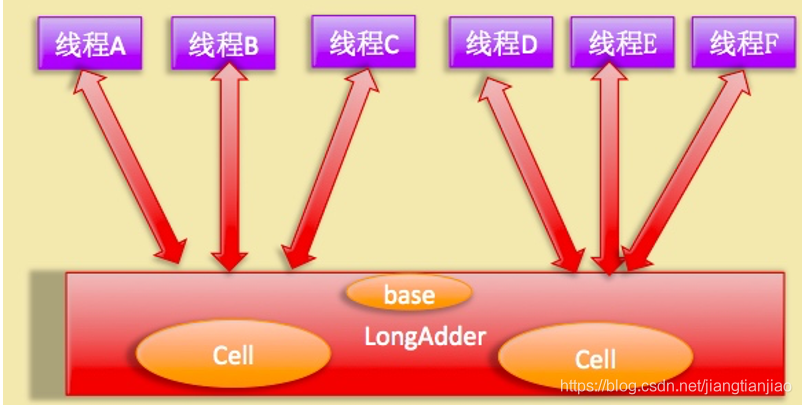 线程A 线程B 线程C 线程D 线程E 线程F
base
LongAdder
Cell Cell
https://blog.csdn.net/jiangtianjiao